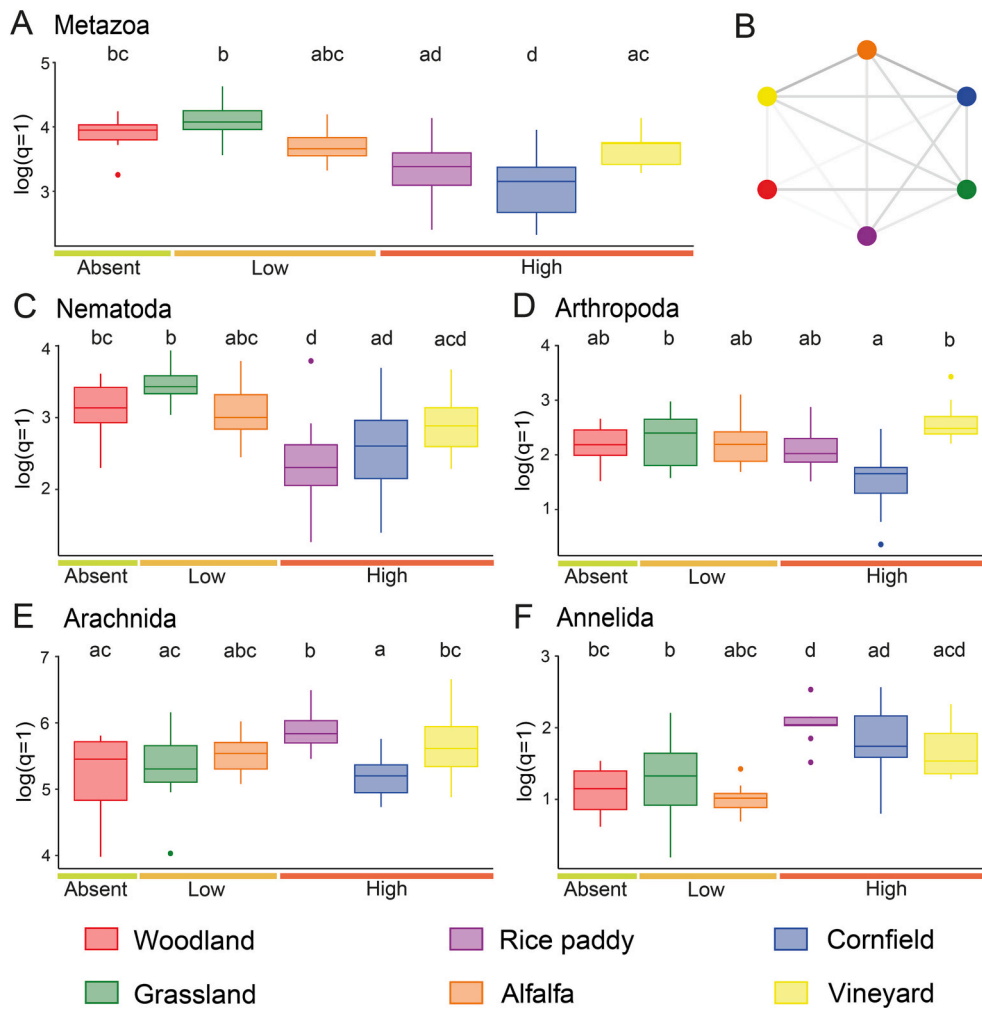 A Metazoa
B
bc b abc ad d ac
log(q=1)
5
4
3
Absent Low High
C Nematoda
bc b abc d ad acd
log(q=1)
4
3
2
Absent Low High
D Arthropoda
ab b ab ab a b
log(q=1)
4
3
2
1
Absent Low High
E Arachnida
ac ac abc b a bc
log(q=1)
7
6
5
4
Absent Low High
F Annelida
bc b abc d ad acd
log(q=1)
3
2
1
Absent Low High
Woodland Rice paddy Cornfield
Grassland Alfalfa Vineyard